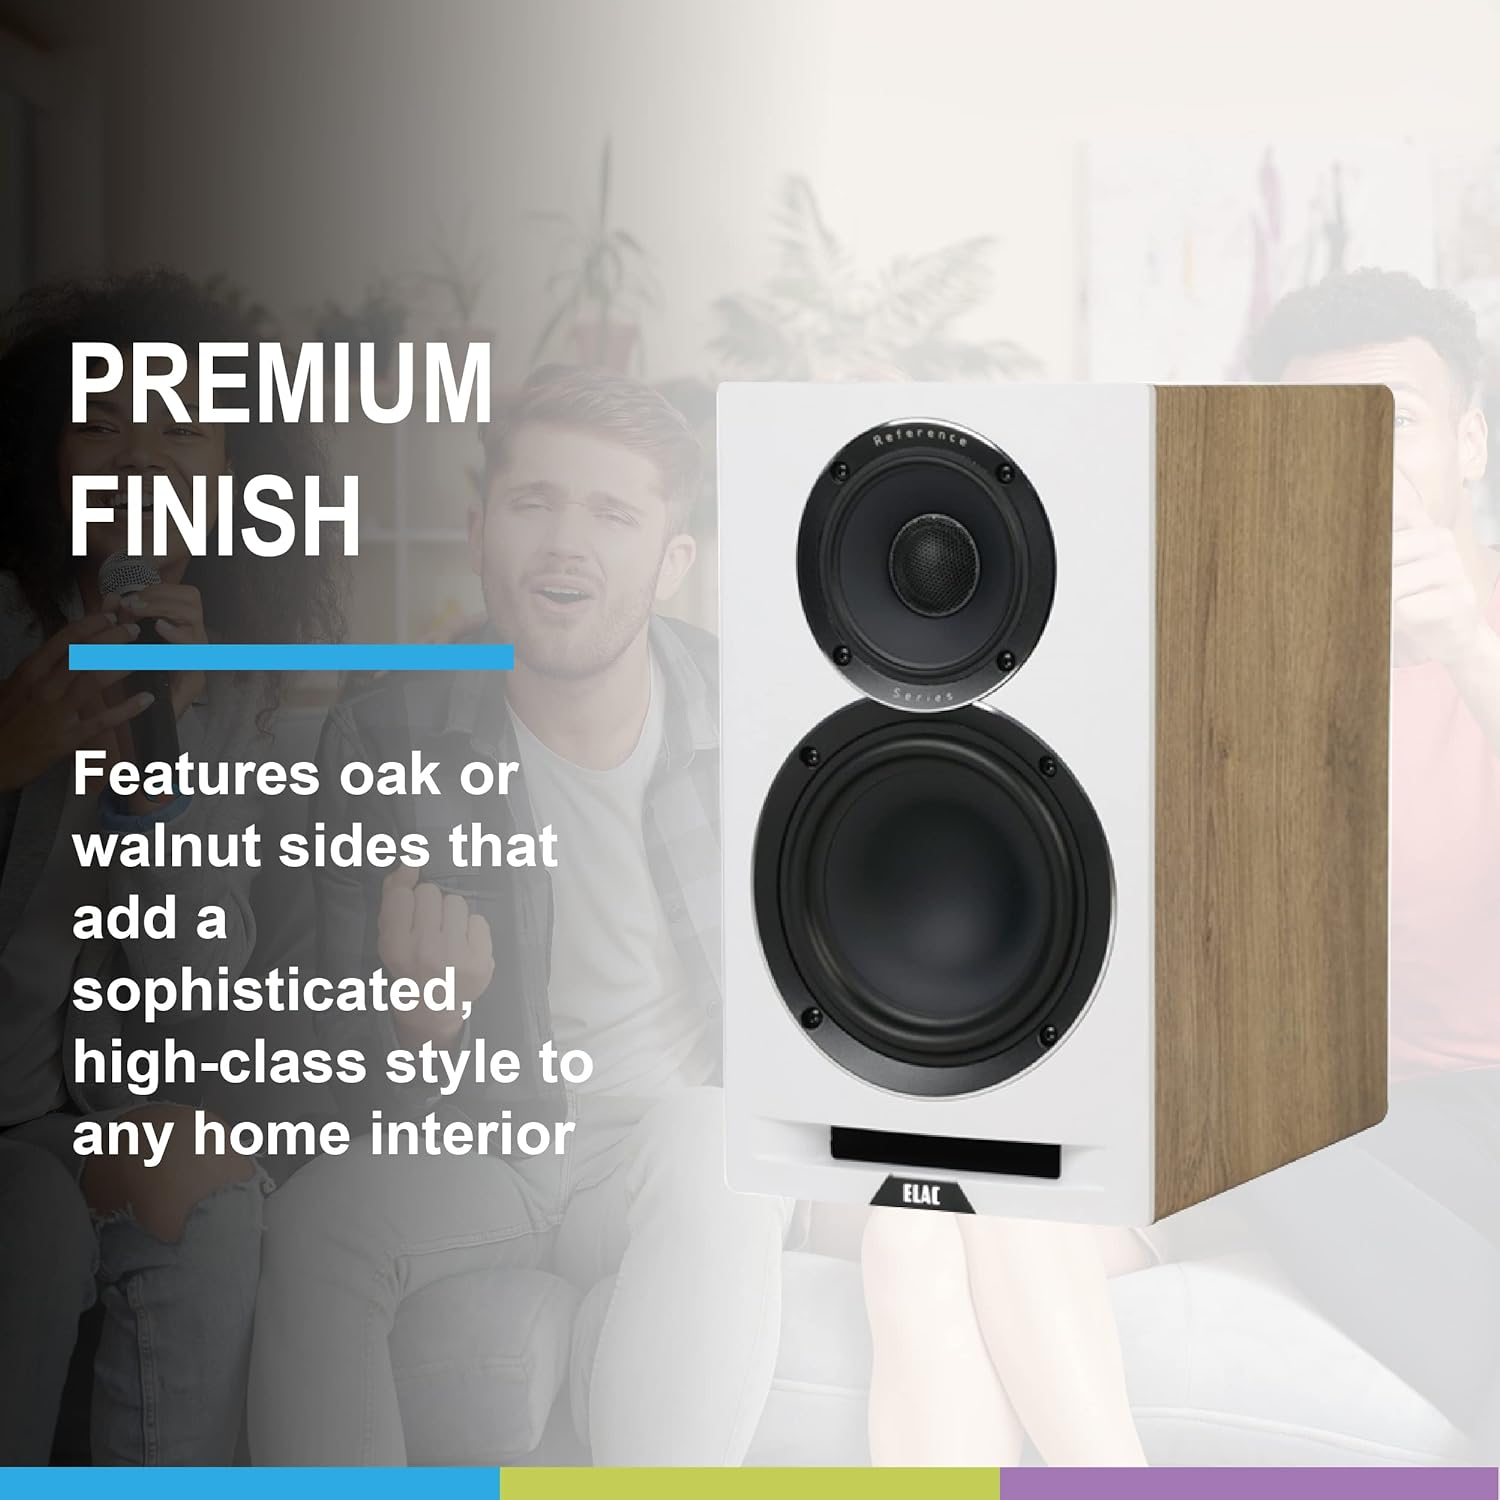 PREMIUM
FINISH
Features oak or
walnut sides that
add a
sophisticated,
high-class style to
any home interior
Reference
Series
ELAC